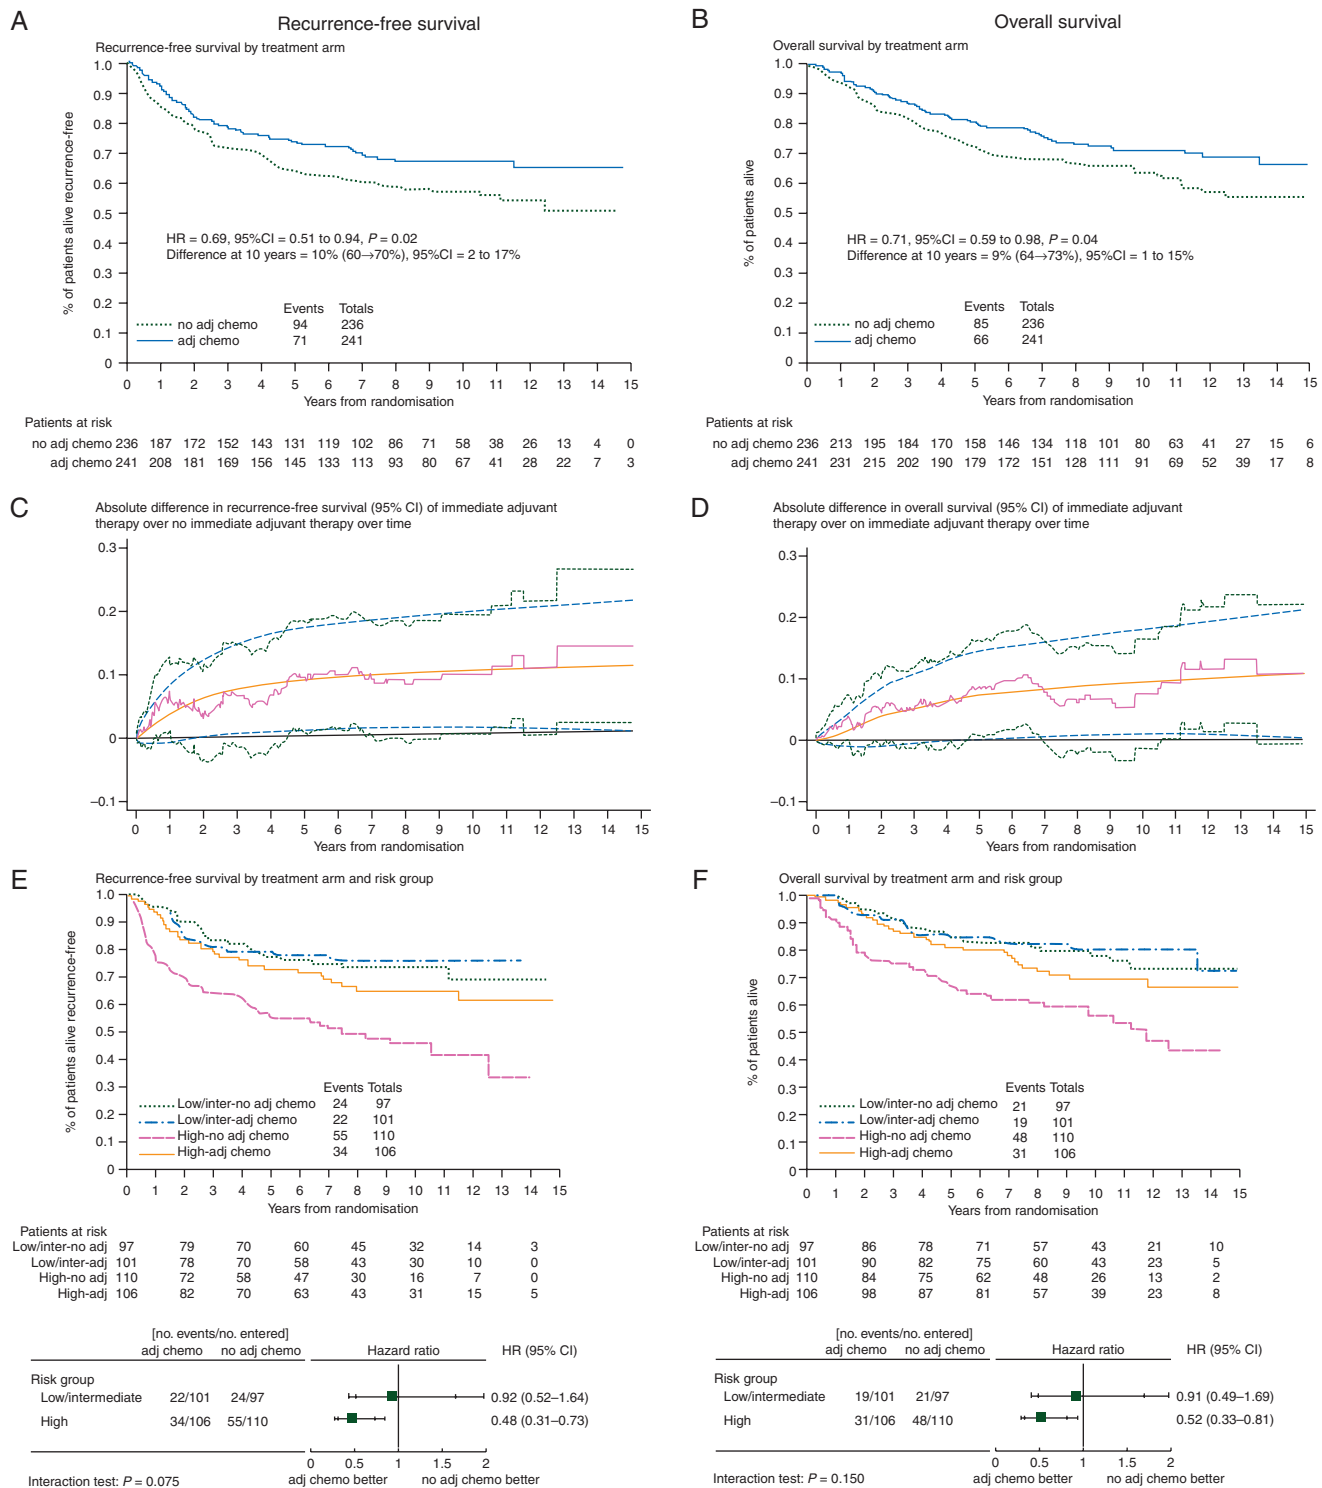 A
Recurrence-free survival
Recurrence-free survival by treatment arm
% of patients alive recurrence-free
1.0
0.9
0.8
0.7
0.6
0.5
0.4
0.3
0.2
0.1
0
HR = 0.69, 95%CI = 0.51 to 0.94, P = 0.02
Difference at 10 years = 10% (60→70%), 95%CI = 2 to 17%
Events Totals
no adj chemo 94 236
adj chemo 71 241
0 1 2 3 4 5 6 7 8 9 10 11 12 13 14 15
Years from randomisation
Patients at risk
no adj chemo 236 187 172 152 143 131 119 102 86 71 58 38 26 13 4 0
adj chemo 241 208 181 169 156 145 133 113 93 80 67 41 28 22 7 3
B
Overall survival
Overall survival by treatment arm
% of patients alive
1.0
0.9
0.8
0.7
0.6
0.5
0.4
0.3
0.2
0.1
0
HR = 0.71, 95%CI = 0.59 to 0.98, P = 0.04
Difference at 10 years = 9% (64→73%), 95%CI = 1 to 15%
Events Totals
no adj chemo 85 236
adj chemo 66 241
0 1 2 3 4 5 6 7 8 9 10 11 12 13 14 15
Years from randomisation
Patients at risk
no adj chemo 236 213 195 184 170 158 146 134 118 101 80 63 41 27 15 6
adj chemo 241 231 215 202 190 179 172 151 128 111 91 69 52 39 17 8
C
Absolute difference in recurrence-free survival (95% CI) of immediate adjuvant
therapy over no immediate adjuvant therapy over time
0.3
0.2
0.1
0
−0.1
0 1 2 3 4 5 6 7 8 9 10 11 12 13 14 15
Years from randomisation
D
Absolute difference in overall survival (95% CI) of immediate adjuvant
therapy over on immediate adjuvant therapy over time
0.3
0.2
0.1
0
−0.1
0 1 2 3 4 5 6 7 8 9 10 11 12 13 14 15
Years from randomisation
E
Recurrence-free survival by treatment arm and risk group
% of patients alive recurrence-free
1.0
0.9
0.8
0.7
0.6
0.5
0.4
0.3
0.2
0.1
0
Events Totals
Low/inter-no adj chemo 24 97
Low/inter-adj chemo 22 101
High-no adj chemo 55 110
High-adj chemo 34 106
0 1 2 3 4 5 6 7 8 9 10 11 12 13 14 15
Years from randomisation
Patients at risk
Low/inter-no adj 97 79 70 60 45 32 14 3
Low/inter-adj 101 78 70 58 43 30 10 0
High-no adj 110 72 58 47 30 16 7 0
High-adj 106 82 70 63 43 31 15 5
[no. events/no. entered]
adj chemo no adj chemo Hazard ratio HR (95% CI)
Risk group
Low/intermediate 22/101 24/97 0.92 (0.52–1.64)
High 34/106 55/110 0.48 (0.31–0.73)
0 0.5 1 1.5 2
Interaction test: P = 0.075 adj chemo better no adj chemo better
F
Overall survival by treatment arm and risk group
% of patients alive
1.0
0.9
0.8
0.7
0.6
0.5
0.4
0.3
0.2
0.1
0
Events Totals
Low/inter-no adj chemo 21 97
Low/inter-adj chemo 19 101
High-no adj chemo 48 110
High-adj chemo 31 106
0 1 2 3 4 5 6 7 8 9 10 11 12 13 14 15
Years from randomisation
Patients at risk
Low/inter-no adj 97 86 78 71 57 43 21 10
Low/inter-adj 101 90 82 75 60 43 23 5
High-no adj 110 84 75 62 48 26 13 2
High-adj 106 98 87 81 57 39 23 8
[no. events/no. entered]
adj chemo no adj chemo Hazard ratio HR (95% CI)
Risk group
Low/intermediate 19/101 21/97 0.91 (0.49–1.69)
High 31/106 48/110 0.52 (0.33–0.81)
0 0.5 1 1.5 2
Interaction test: P = 0.150 adj chemo better no adj chemo better